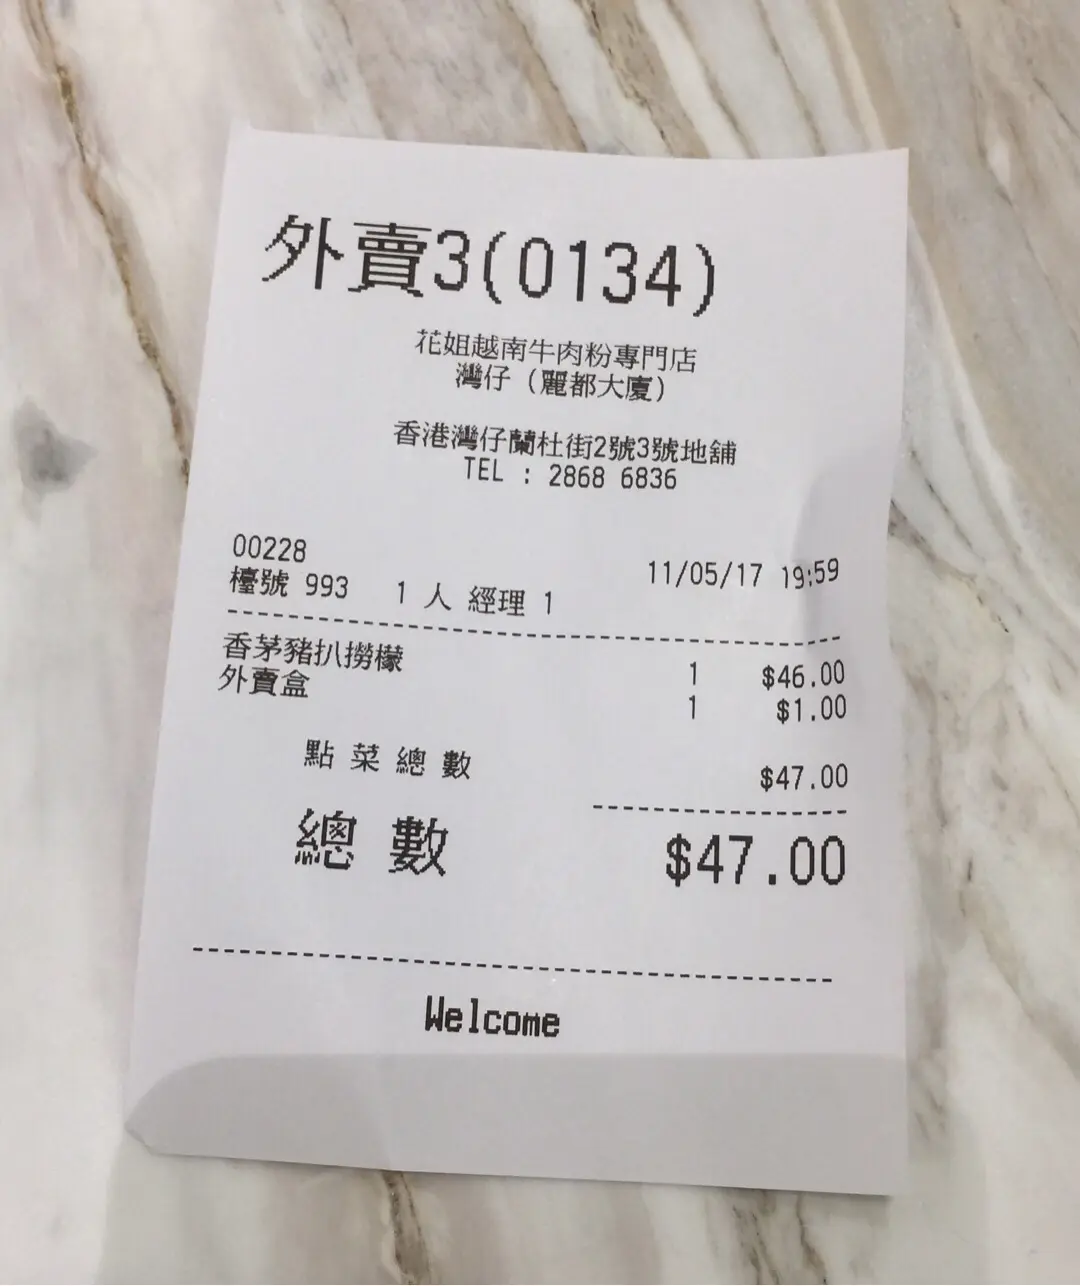 外賣3(0134)
花姐越南牛肉粉專門店
灣仔 (麗都大廈)
香港灣仔蘭杜街2號3號地舖
TEL : 2868 6836
00228 11/05/17 19:59
檯號 993 1 人 經理 1
香茅豬扒撈檬 1 $46.00
外賣盒 1 $1.00
點菜總數 $47.00
總數 $47.00
Welcome